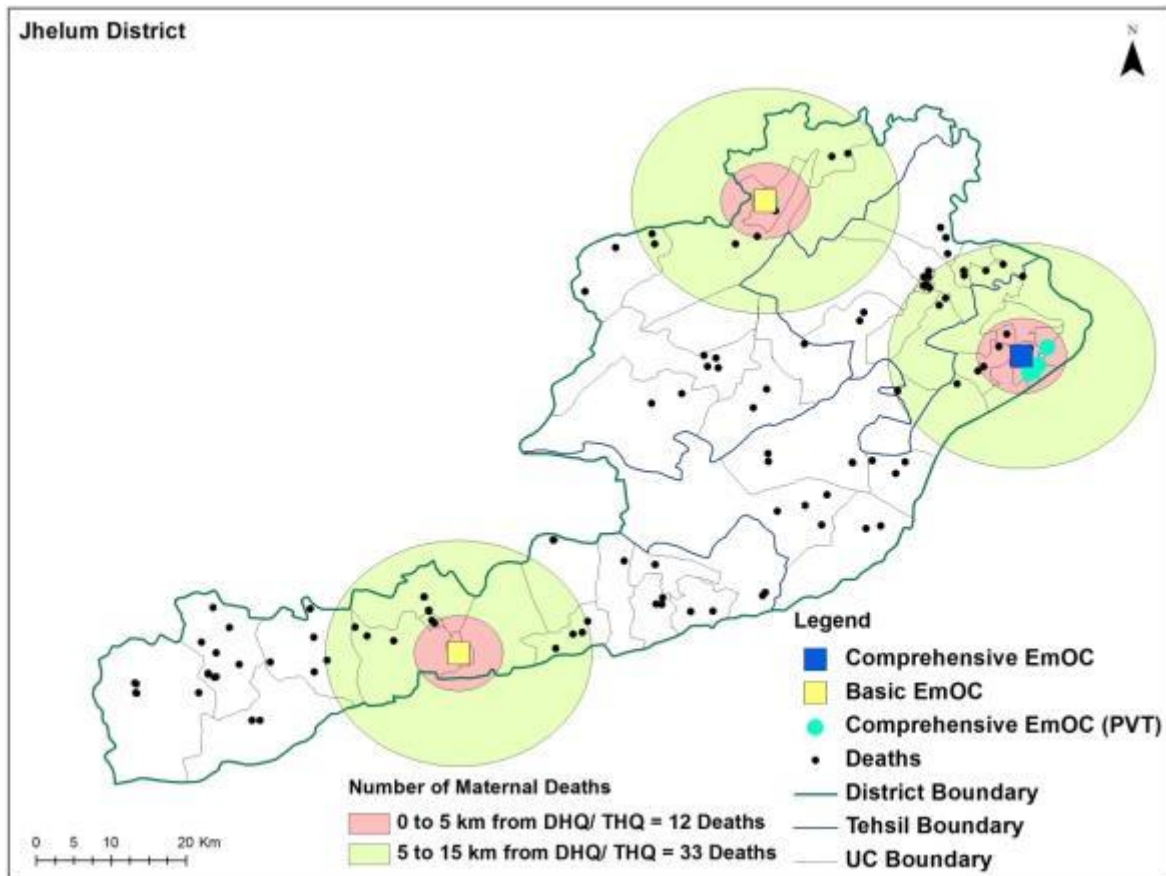 Jhelum District
N
Legend
Comprehensive EmOC
Basic EmOC
Comprehensive EmOC (PVT)
Deaths
District Boundary
Tehsil Boundary
UC Boundary
Number of Maternal Deaths
0 to 5 km from DHQ/ THQ = 12 Deaths
5 to 15 km from DHQ/ THQ = 33 Deaths
0 5 10 20 Km